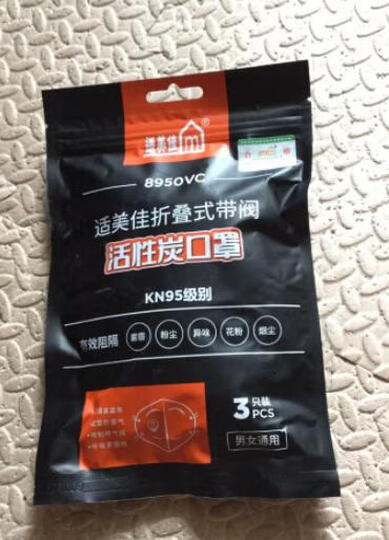 适美佳 m®
8950VC
适美佳折叠式带阀
活性炭口罩
KN95级别
有效阻隔 雾霾 粉尘 异味 花粉 烟尘
3只装
PCS
男女通用